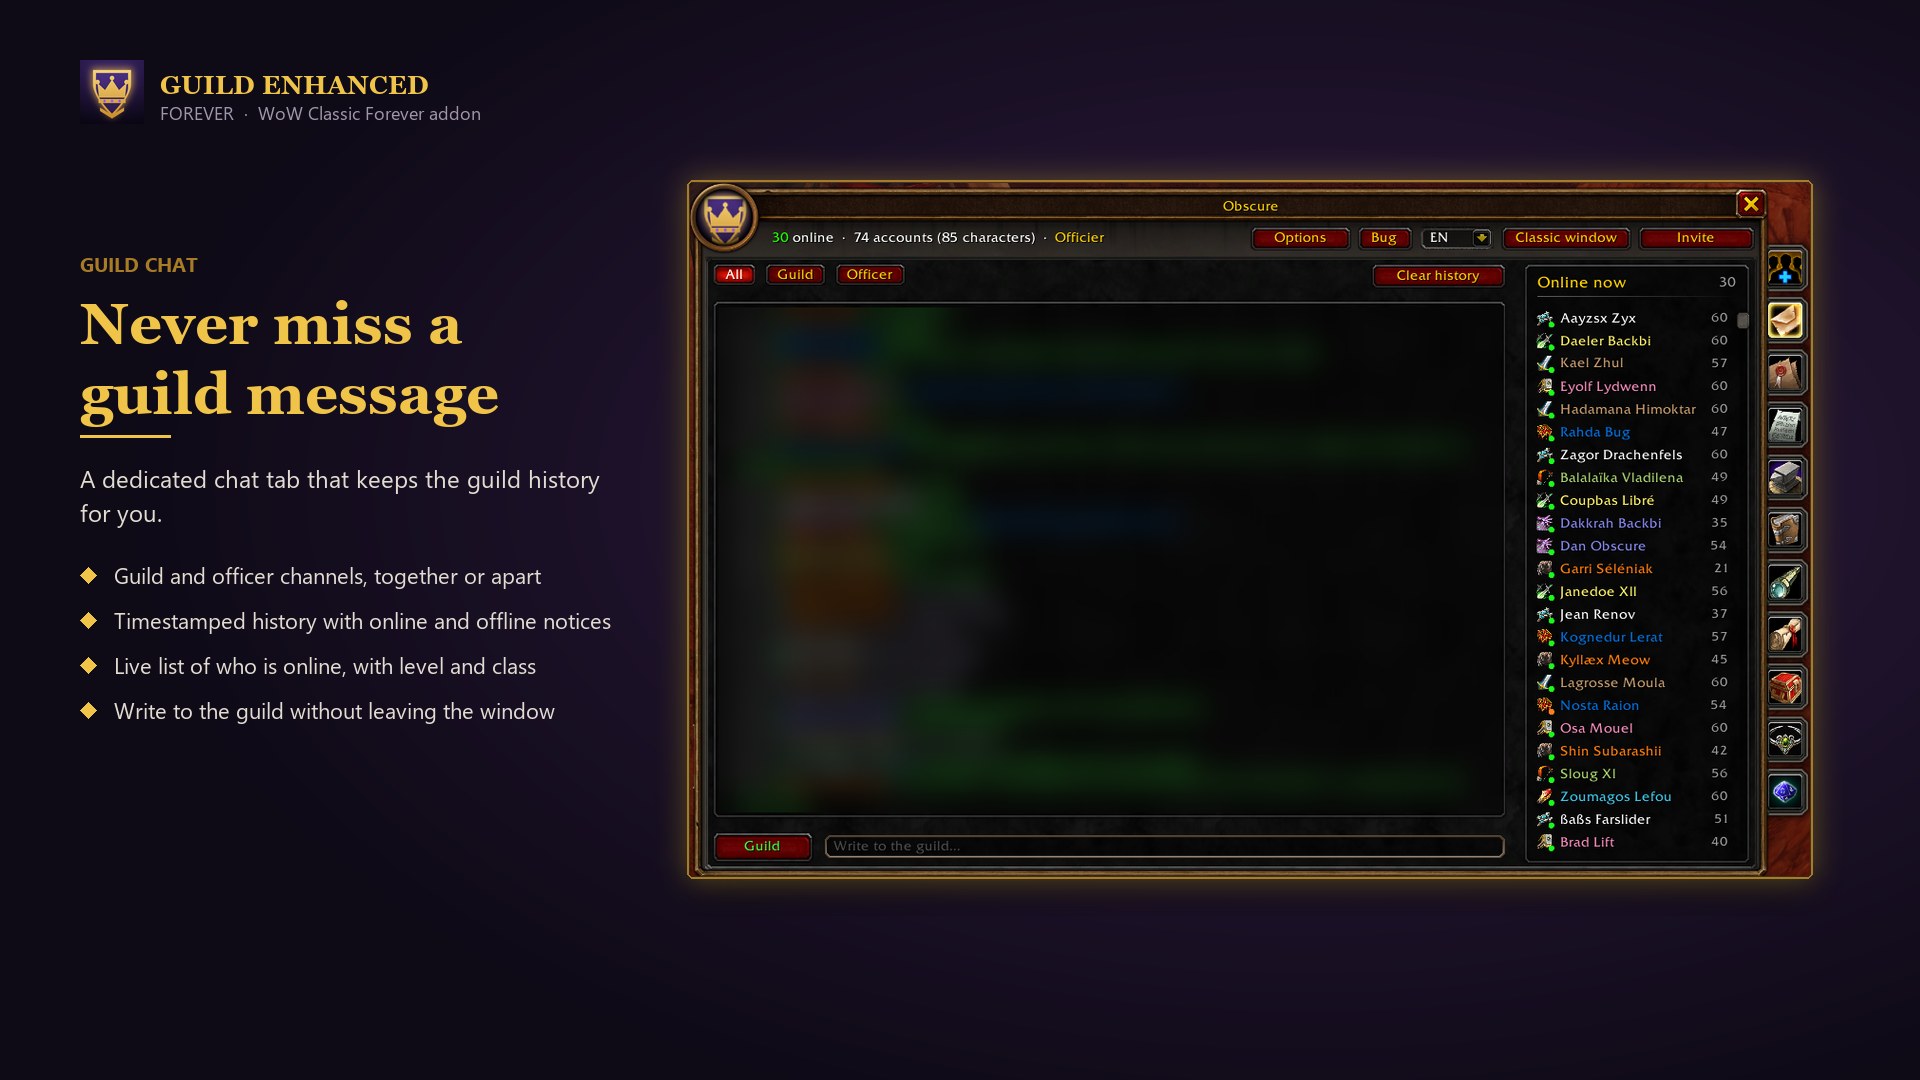 GUILD ENHANCED
FOREVER · WoW Classic Forever addon
GUILD CHAT
Never miss a
guild message
A dedicated chat tab that keeps the guild history
for you.
Guild and officer channels, together or apart
Timestamped history with online and offline notices
Live list of who is online, with level and class
Write to the guild without leaving the window
Obscure
30 online · 74 accounts (85 characters) · Officier
Options
Bug
EN
Classic window
Invite
All
Guild
Officer
Clear history
Online now 30
Aayzsx Zyx 60
Daeler Backbi 60
Kael Zhul 57
Eyolf Lydwenn 60
Hadamana Himoktar 60
Rahda Bug 47
Zagor Drachenfels 60
Balalaïka Vladilena 49
Coupbas Libré 49
Dakkrah Backbi 35
Dan Obscure 54
Garri Séléniak 21
Janedoe XII 56
Jean Renov 37
Kognedur Lerat 57
Kyllæx Meow 45
Lagrosse Moula 60
Nosta Raion 54
Osa Mouel 60
Shin Subarashii 42
Sloug XI 56
Zoumagos Lefou 60
ßaßs Farslider 51
Brad Lift 40
Guild
Write to the guild...